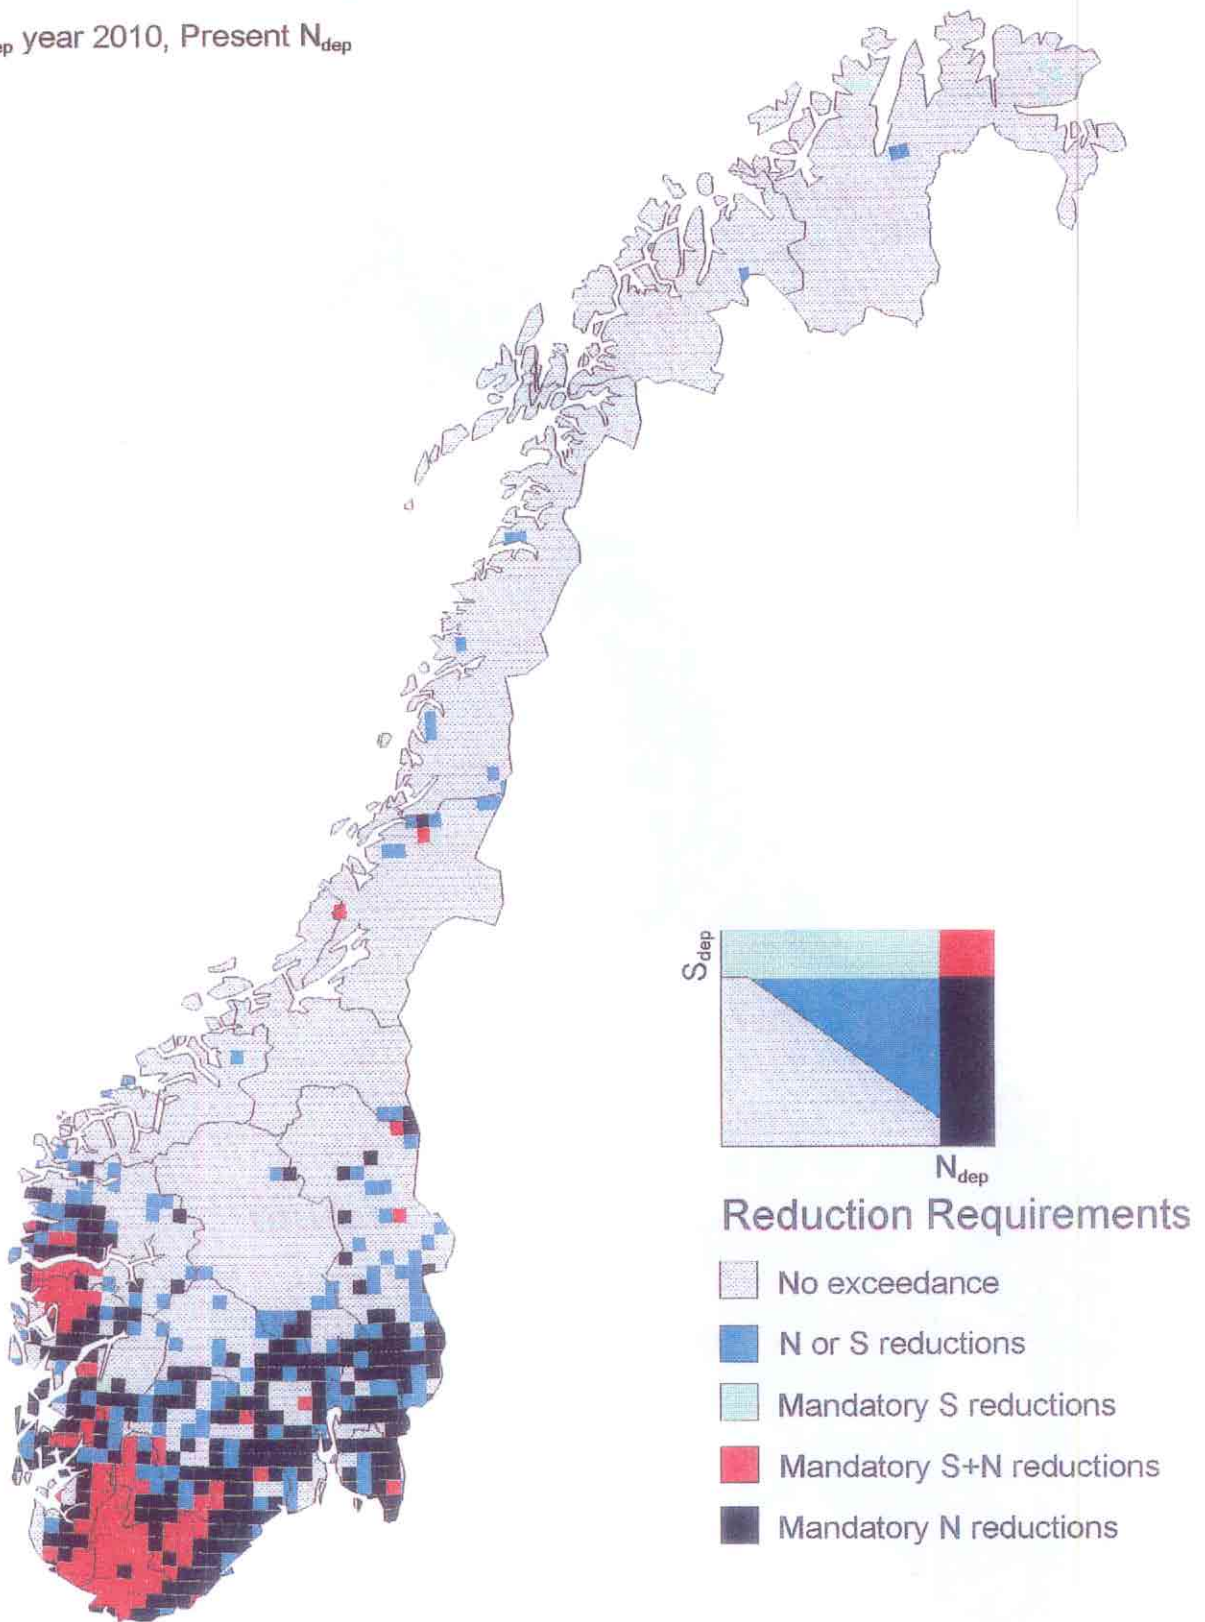 year 2010, Present Ndep
Sdep
Ndep
Reduction Requirements
No exceedance
N or S reductions
Mandatory S reductions
Mandatory S+N reductions
Mandatory N reductions